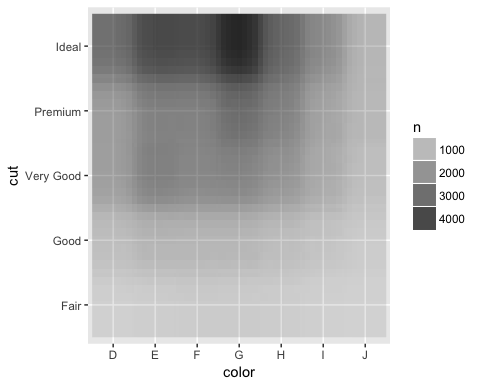 Ideal
Premium
Very Good
Good
Fair
cut
D E F G H I J
color
n
1000
2000
3000
4000